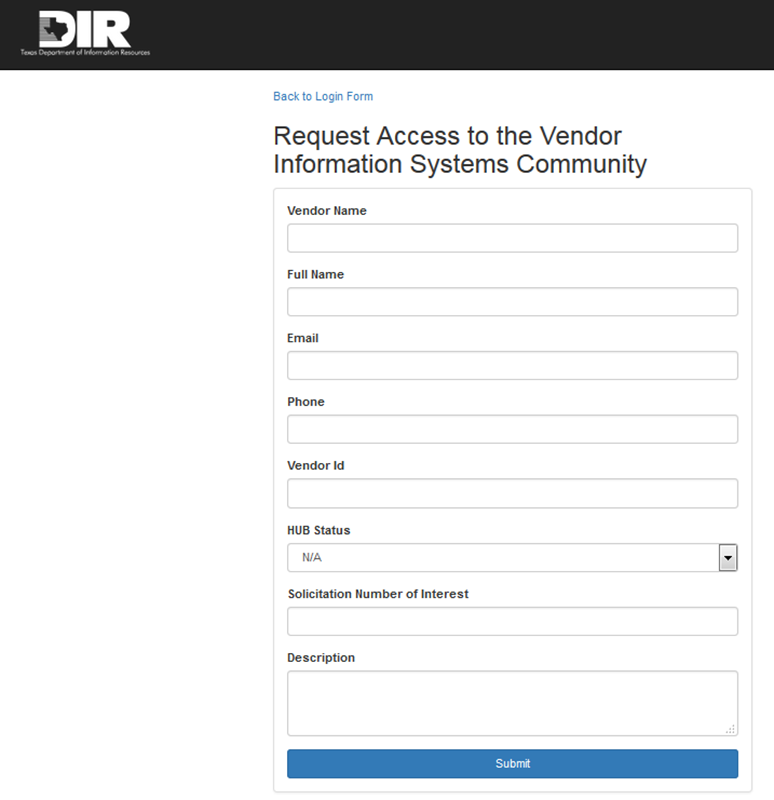 DIR
Texas Department of Information Resources
Back to Login Form
Request Access to the Vendor
Information Systems Community
Vendor Name
Full Name
Email
Phone
Vendor Id
HUB Status
N/A
Solicitation Number of Interest
Description
Submit